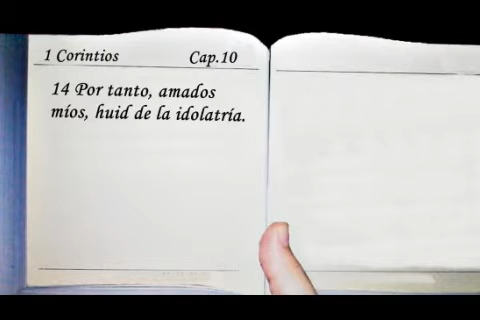 1 Corintios Cap.10
14 Por tanto, amados
míos, huid de la idolatría.